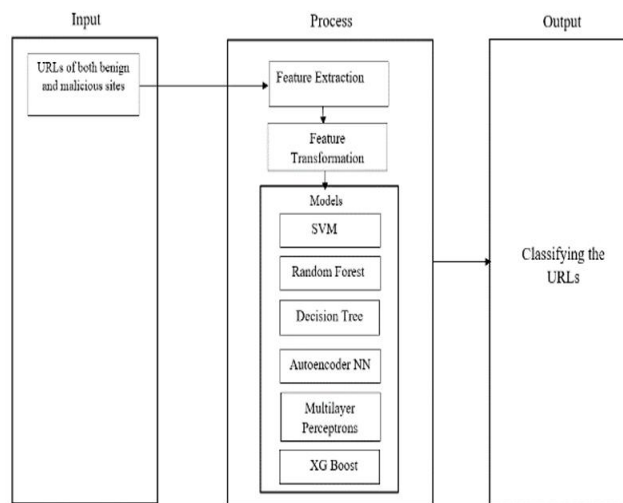 Input
Process
Output
URLs of both benign
and malicious sites
Feature Extraction
Feature
Transformation
Models
SVM
Random Forest
Decision Tree
Autoencoder NN
Multilayer
Perceptrons
XG Boost
Classifying the
URLs